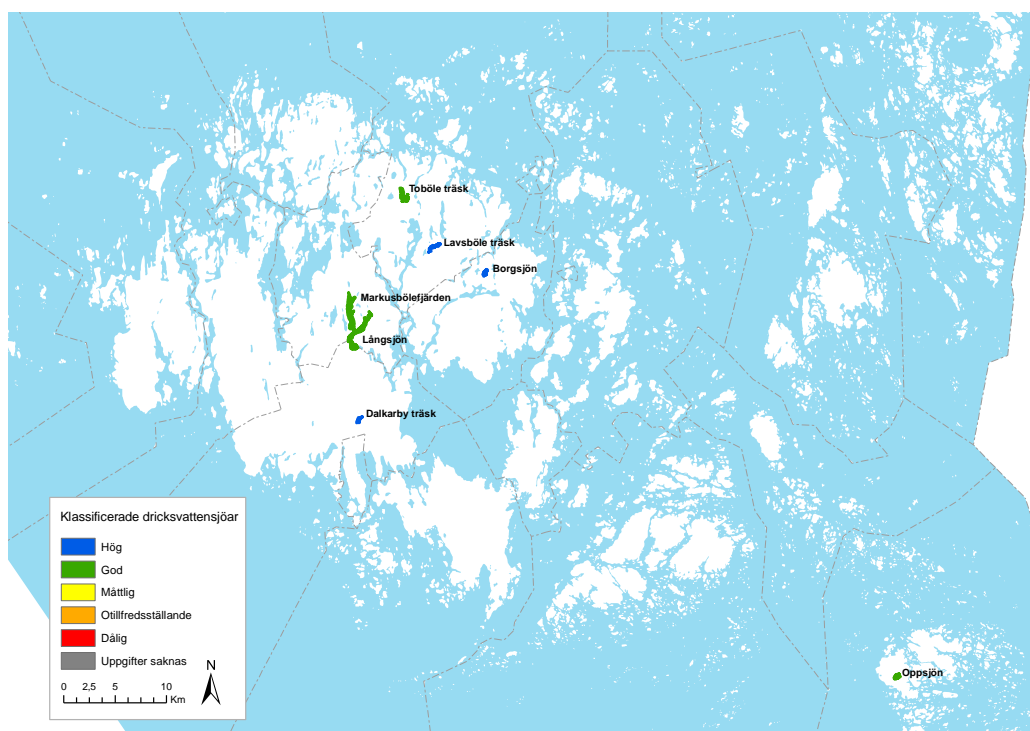 Toböle träsk
Lavsböle träsk
Borgsjön
Markusbölefjärden
Långsjön
Dalkarby träsk
Oppsjön
Klassificerade dricksvattensjöar
Hög
God
Måttlig
Otillfredsställande
Dålig
Uppgifter saknas
N
0 2,5 5 10
Km